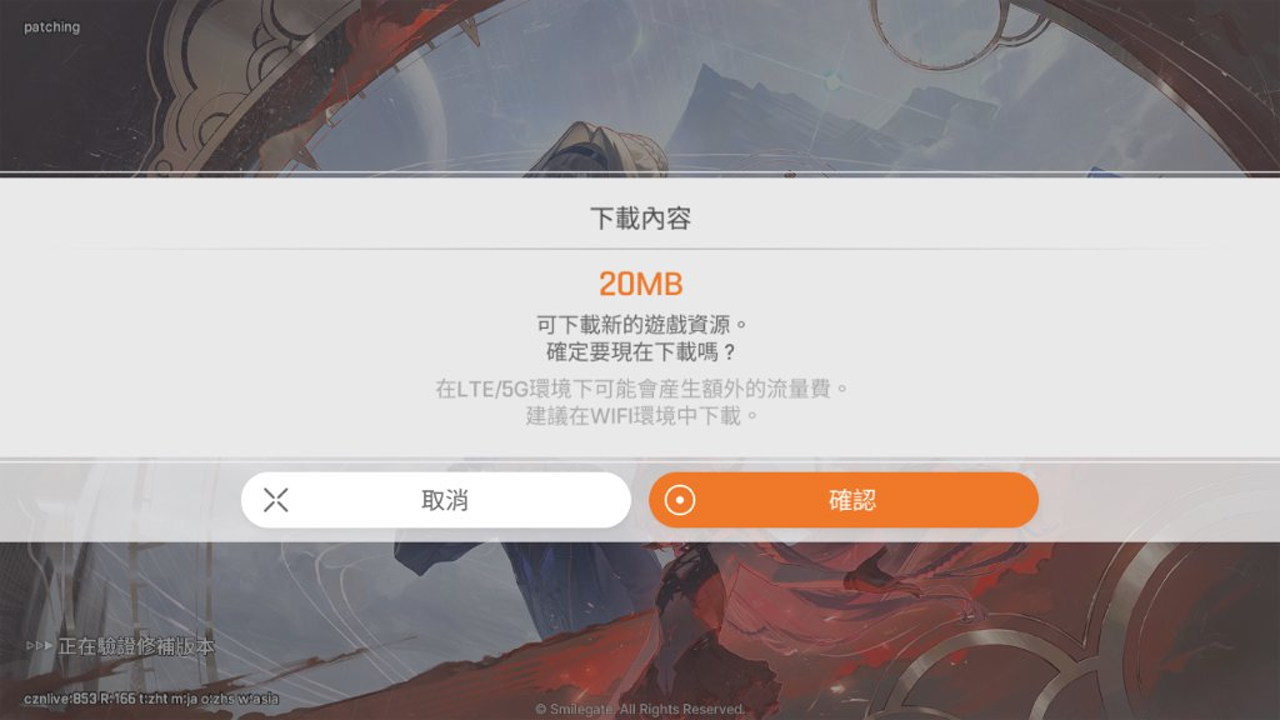 patching
下載內容
20MB
可下載新的遊戲資源。
確定要現在下載嗎？
在LTE/5G環境下可能會產生額外的流量費。
建議在WIFI環境中下載。
取消
確認
正在驗證修補版本
cznlive:853 R:166 t:zht m:ja o:zhs w:asia
© Smilegate. All Rights Reserved.